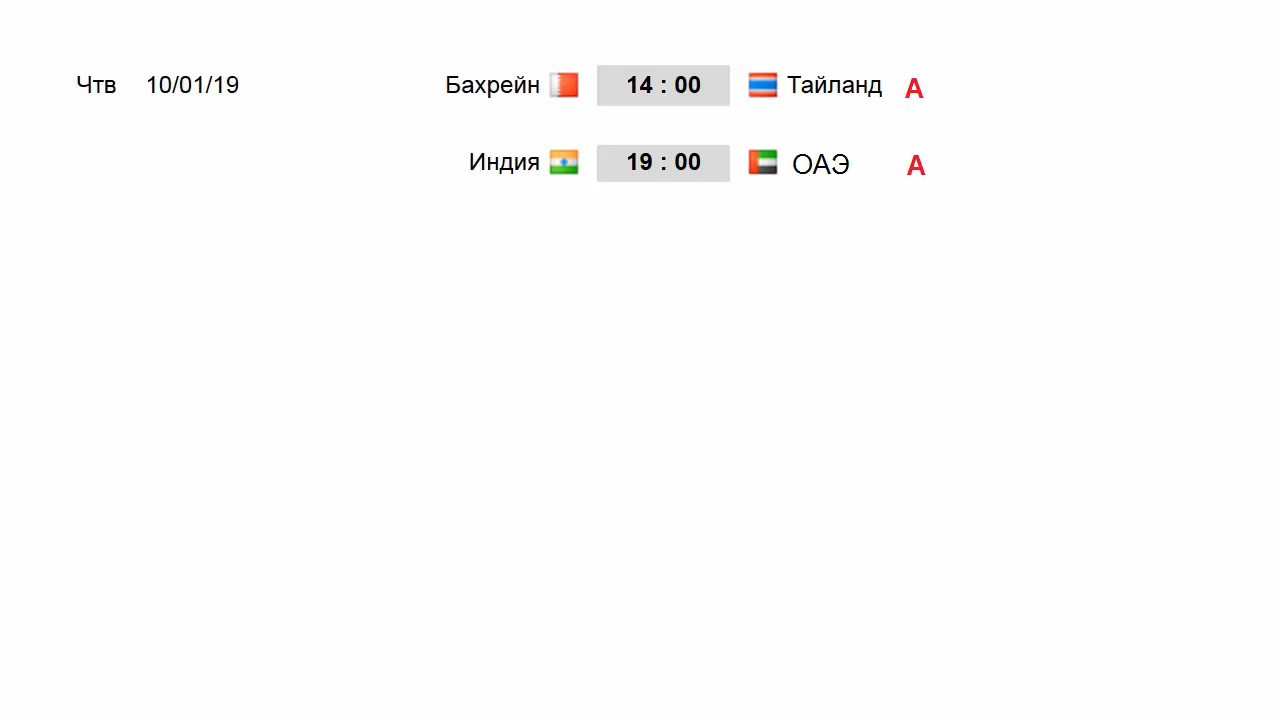 Чтв 10/01/19 Бахрейн 14 : 00 Тайланд А
Индия 19 : 00 ОАЭ А